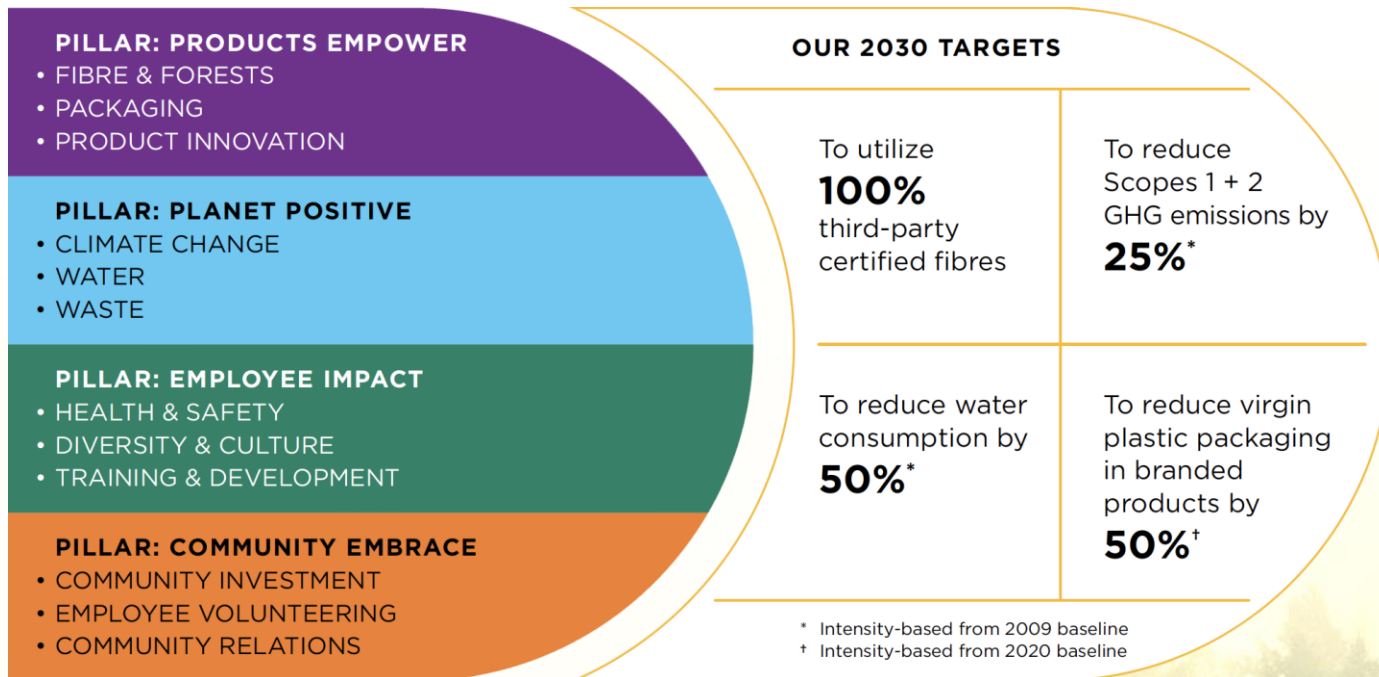 PILLAR: PRODUCTS EMPOWER
• FIBRE & FORESTS
• PACKAGING
• PRODUCT INNOVATION
PILLAR: PLANET POSITIVE
• CLIMATE CHANGE
• WATER
• WASTE
PILLAR: EMPLOYEE IMPACT
• HEALTH & SAFETY
• DIVERSITY & CULTURE
• TRAINING & DEVELOPMENT
PILLAR: COMMUNITY EMBRACE
• COMMUNITY INVESTMENT
• EMPLOYEE VOLUNTEERING
• COMMUNITY RELATIONS
OUR 2030 TARGETS
To utilize
100%
third-party
certified fibres
To reduce
Scopes 1 + 2
GHG emissions by
25%*
To reduce water
consumption by
50%*
To reduce virgin
plastic packaging
in branded
products by
50%†
* Intensity-based from 2009 baseline
† Intensity-based from 2020 baseline